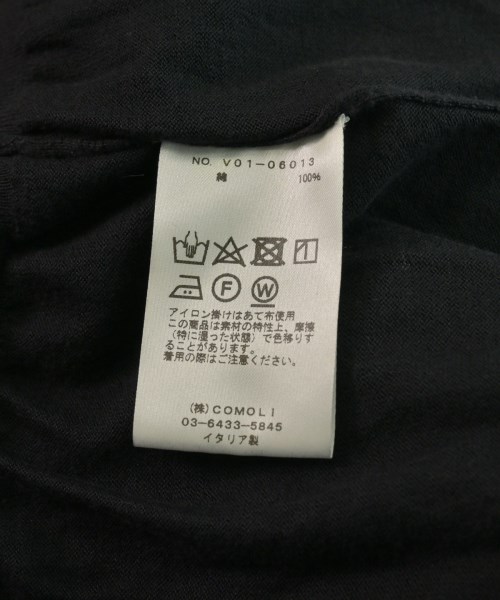 NO. V01-06013
綿 100%
F W
アイロン掛けはあて布使用
この商品は素材の特性上、摩擦
(特に湿った状態)で色移りす
ることがあります。
着用の際はご注意ください。
(株)COMOLI
03-6433-5845
イタリア製